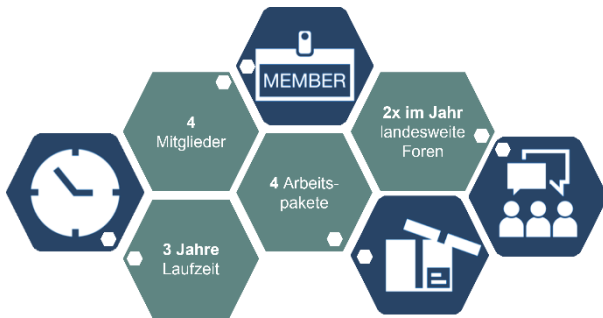 MEMBER
4
Mitglieder
2x im Jahr
landesweite
Foren
4 Arbeits-
pakete
3 Jahre
Laufzeit